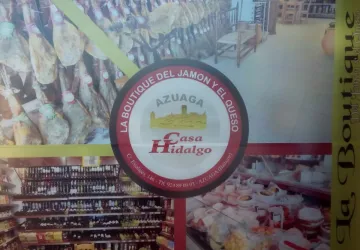 LA BOUTIQUE DEL JAMON Y EL QUESO
AZUAGA
Casa
Hidalgo
La Boutique